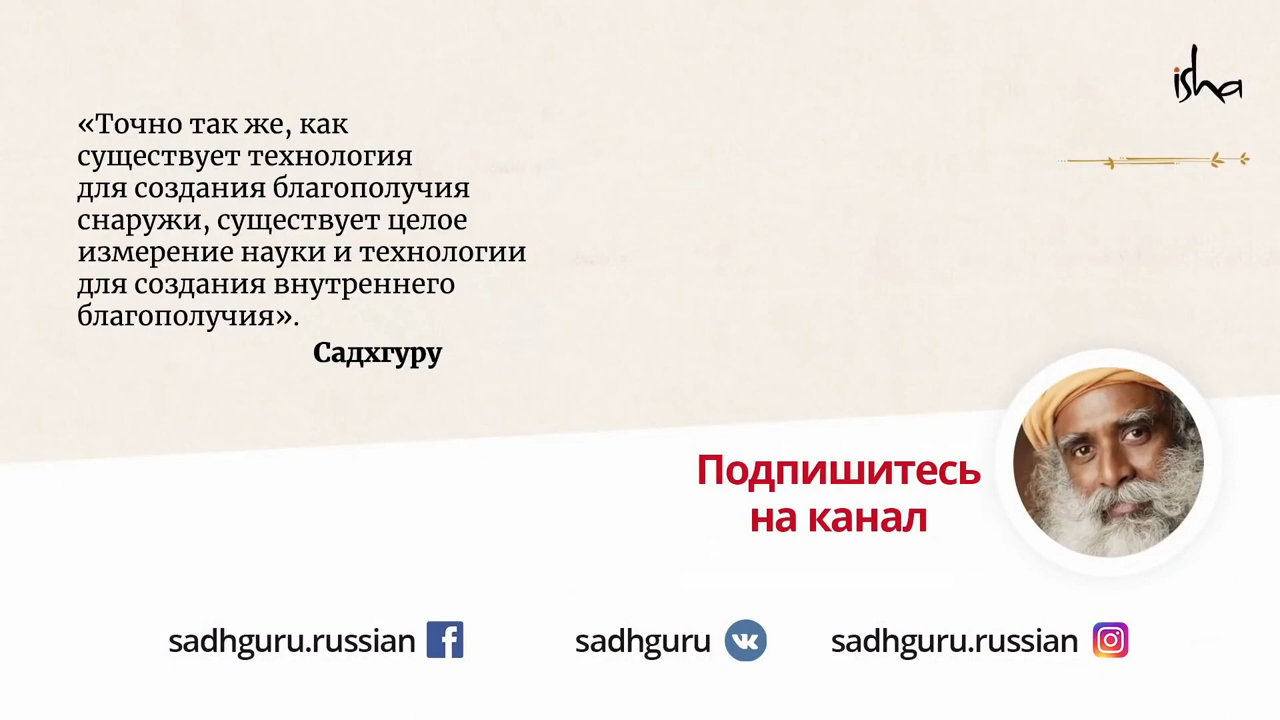 isha
«Точно так же, как
существует технология
для создания благополучия
снаружи, существует целое
измерение науки и технологии
для создания внутреннего
благополучия».
Садхгуру
Подпишитесь
на канал
sadhguru.russian f
sadhguru
sadhguru.russian